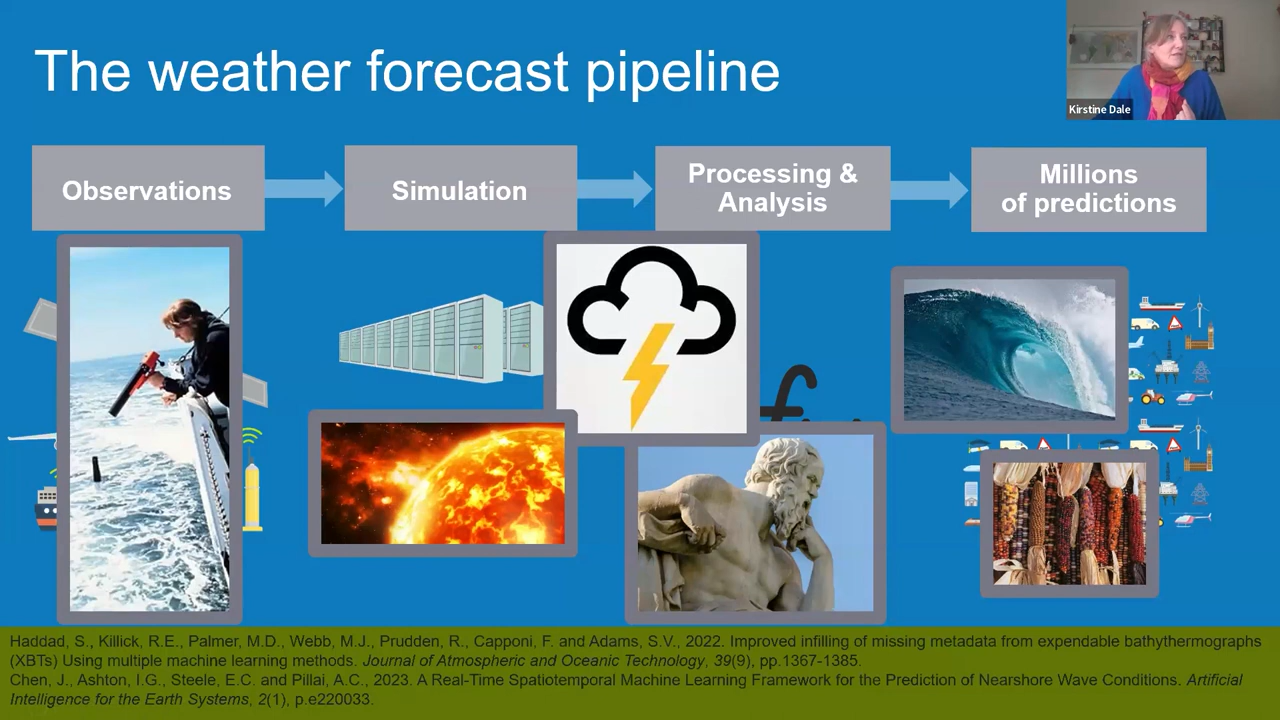 The weather forecast pipeline
Kirstine Dale
Observations
Simulation
Processing &
Analysis
Millions
of predictions
Haddad, S., Killick, R.E., Palmer, M.D., Webb, M.J., Prudden, R., Capponi, F. and Adams, S.V., 2022. Improved infilling of missing metadata from expendable bathythermographs
(XBTs) Using multiple machine learning methods. Journal of Atmospheric and Oceanic Technology, 39(9), pp.1367-1385.
Chen, J., Ashton, I.G., Steele, E.C. and Pillai, A.C., 2023. A Real-Time Spatiotemporal Machine Learning Framework for the Prediction of Nearshore Wave Conditions. Artificial
Intelligence for the Earth Systems, 2(1), p.e220033.